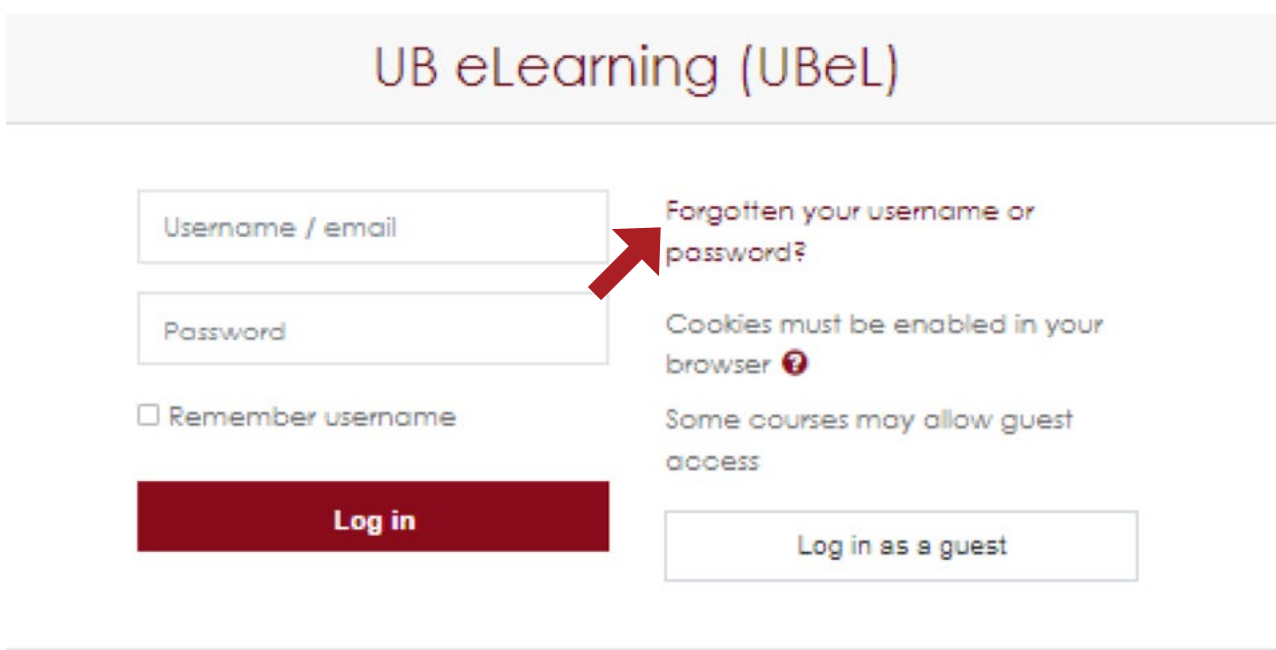 UB eLearning (UBeL)
Username / email
Password
Remember username
Log in
Forgotten your username or
password?
Cookies must be enabled in your
browser ?
Some courses may allow guest
access
Log in as a guest